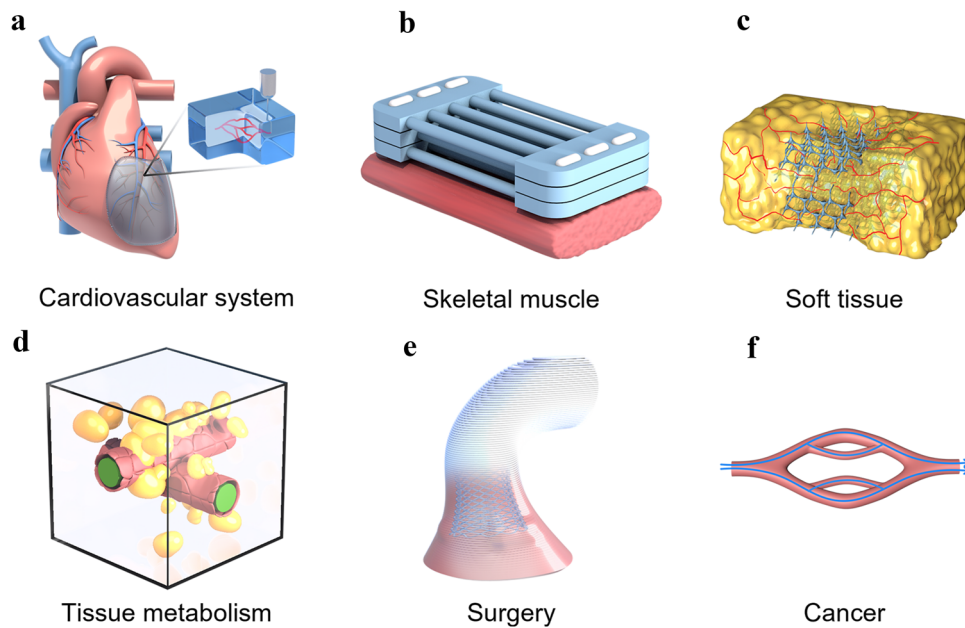 a
b
c
Cardiovascular system
Skeletal muscle
Soft tissue
d
e
f
Tissue metabolism
Surgery
Cancer